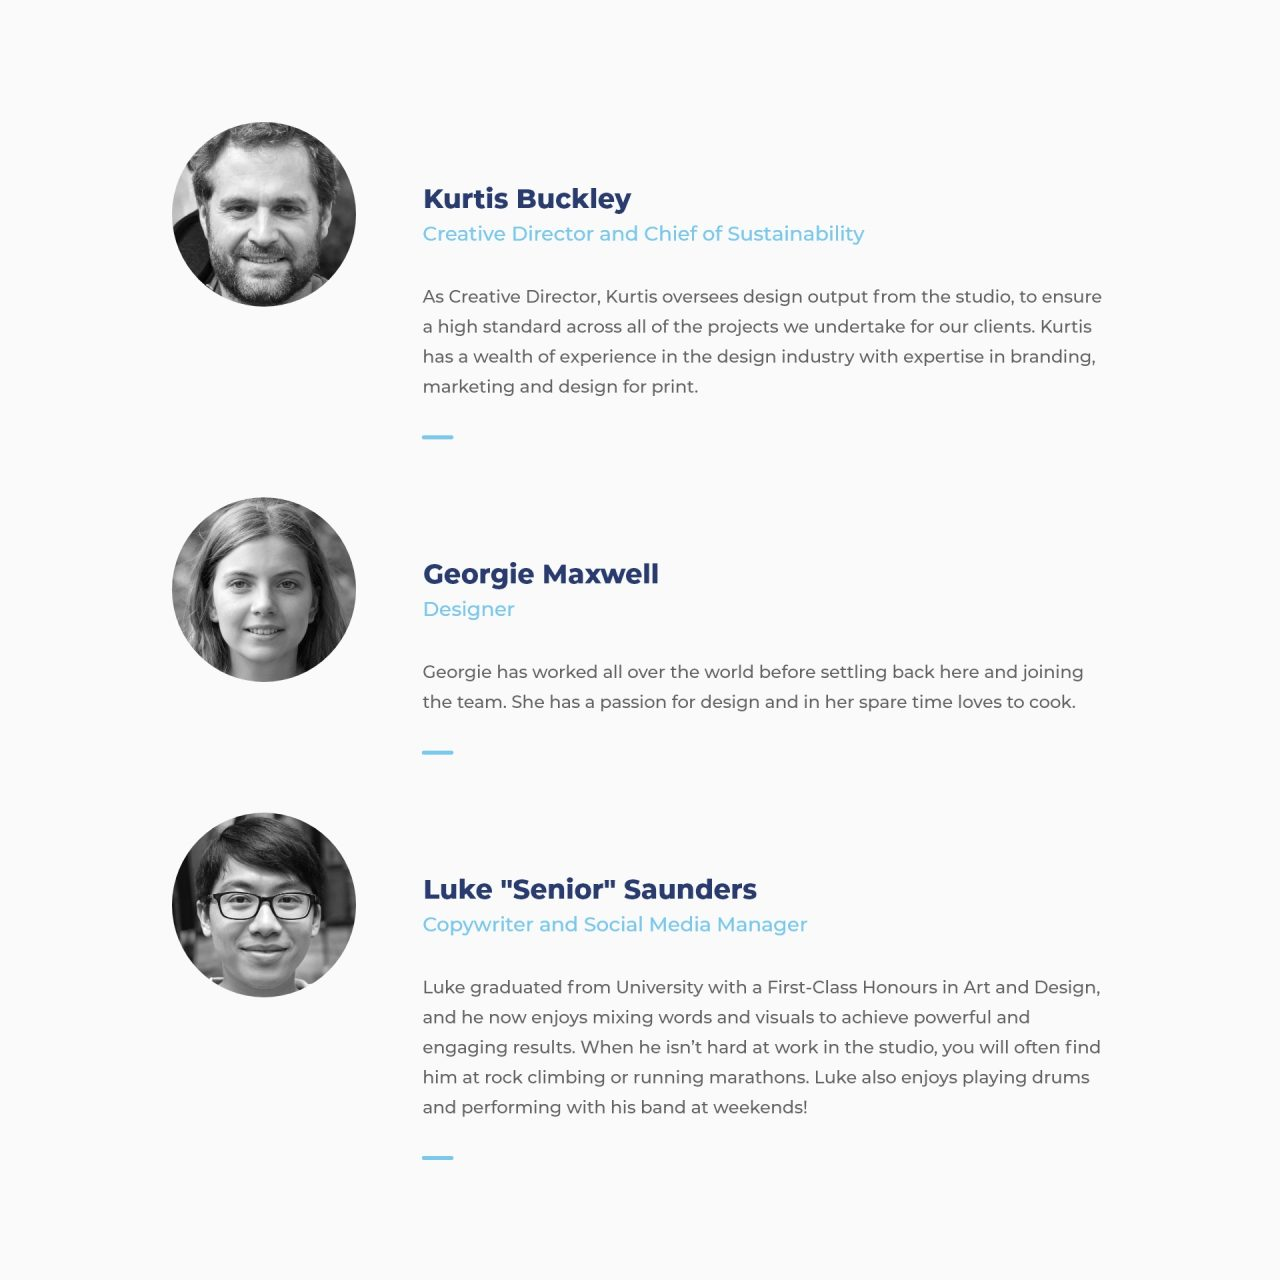 Kurtis Buckley
Creative Director and Chief of Sustainability
As Creative Director, Kurtis oversees design output from the studio, to ensure
a high standard across all of the projects we undertake for our clients. Kurtis
has a wealth of experience in the design industry with expertise in branding,
marketing and design for print.
Georgie Maxwell
Designer
Georgie has worked all over the world before settling back here and joining
the team. She has a passion for design and in her spare time loves to cook.
Luke "Senior" Saunders
Copywriter and Social Media Manager
Luke graduated from University with a First-Class Honours in Art and Design,
and he now enjoys mixing words and visuals to achieve powerful and
engaging results. When he isn’t hard at work in the studio, you will often find
him at rock climbing or running marathons. Luke also enjoys playing drums
and performing with his band at weekends!